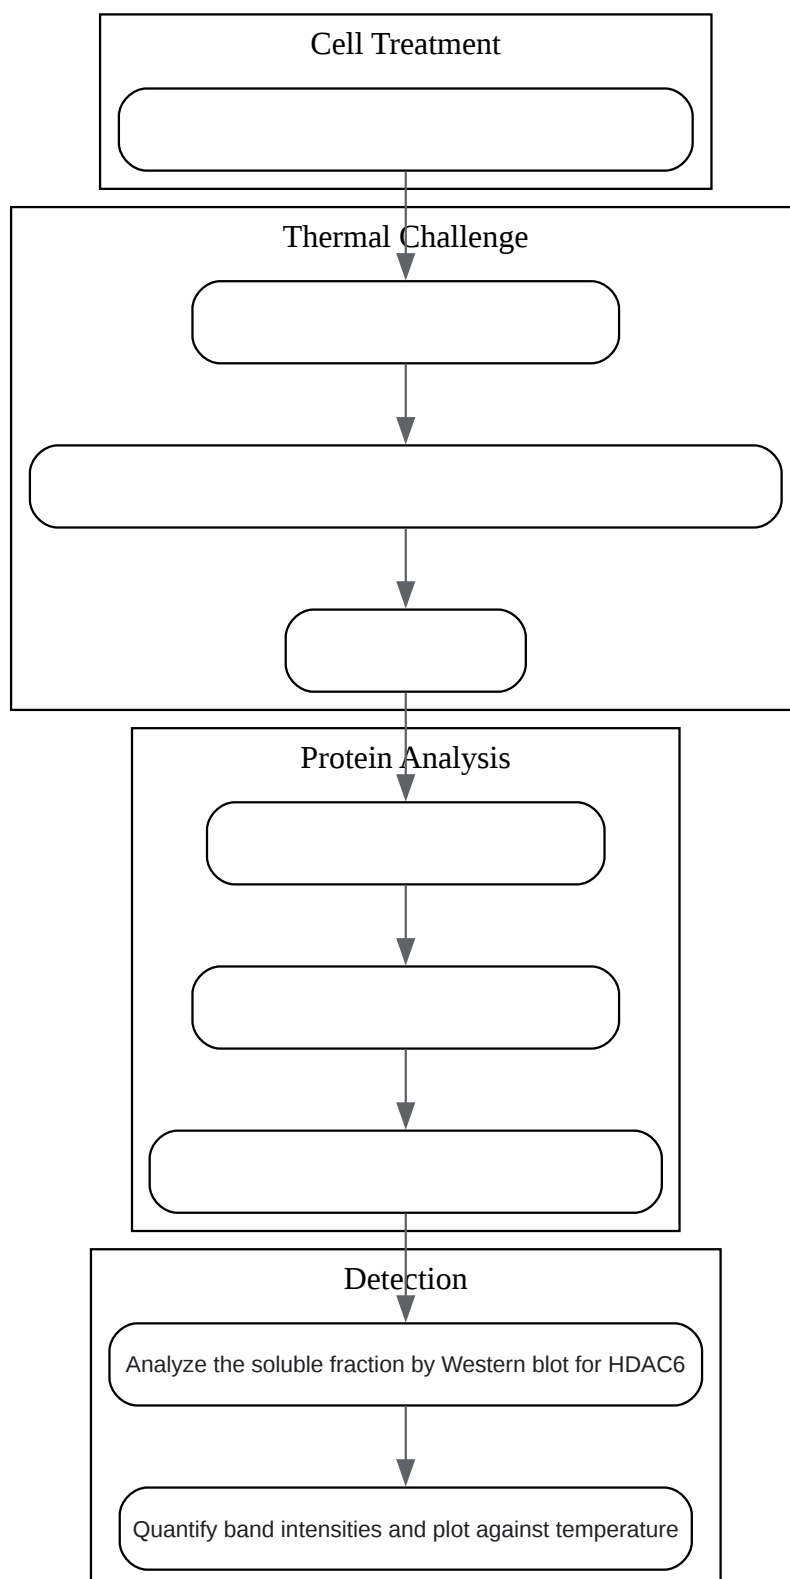 Cell Treatment
Thermal Challenge
Protein Analysis
Detection
Analyze the soluble fraction by Western blot for HDAC6
Quantify band intensities and plot against temperature